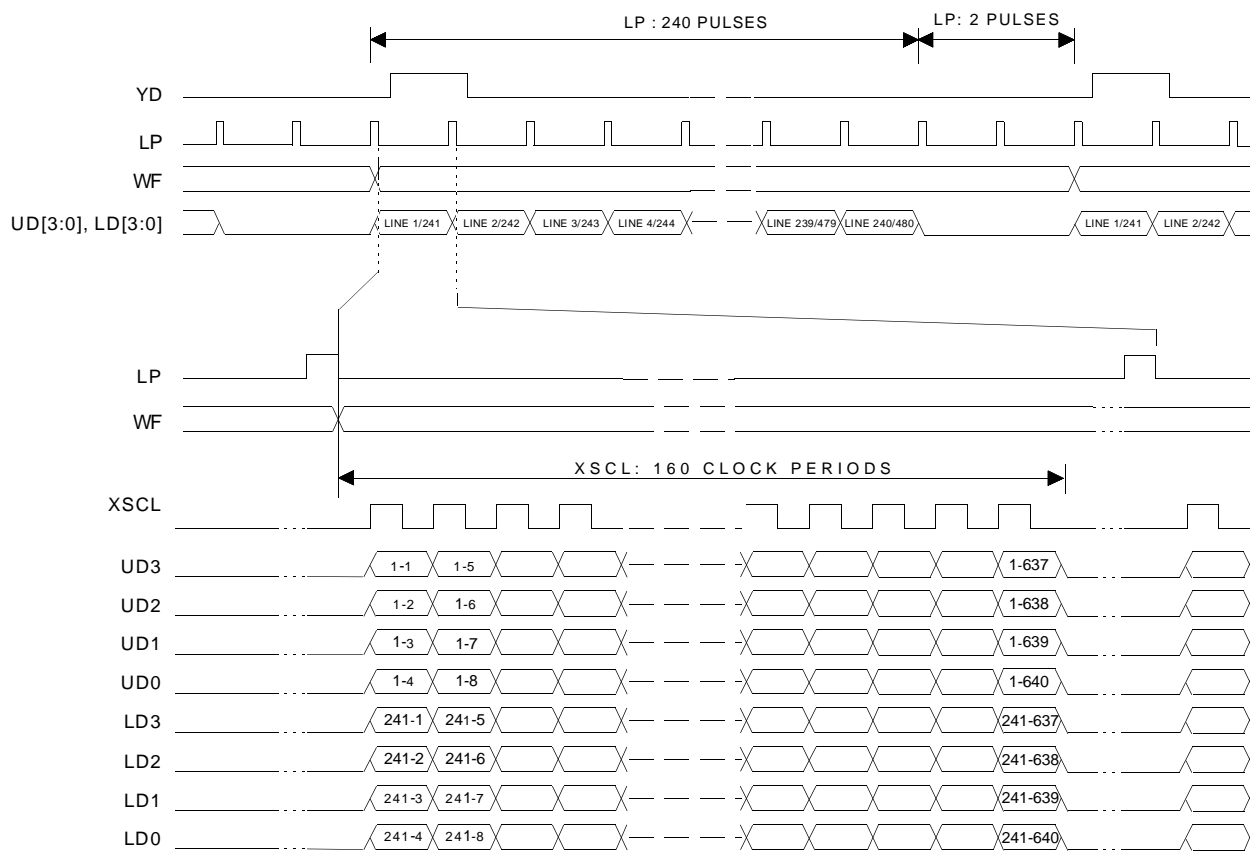 LP : 240 PULSES
LP: 2 PULSES
YD
LP
WF
UD[3:0], LD[3:0]
LINE 1/241
LINE 2/242
LINE 3/243
LINE 4/244
LINE 239/479
LINE 240/480
LINE 1/241
LINE 2/242
LP
WF
XSCL: 160 CLOCK PERIODS
XSCL
UD3
1-1
1-5
1-637
UD2
1-2
1-6
1-638
UD1
1-3
1-7
1-639
UD0
1-4
1-8
1-640
LD3
241-1
241-5
241-637
LD2
241-2
241-6
241-638
LD1
241-3
241-7
241-639
LD0
241-4
241-8
241-640